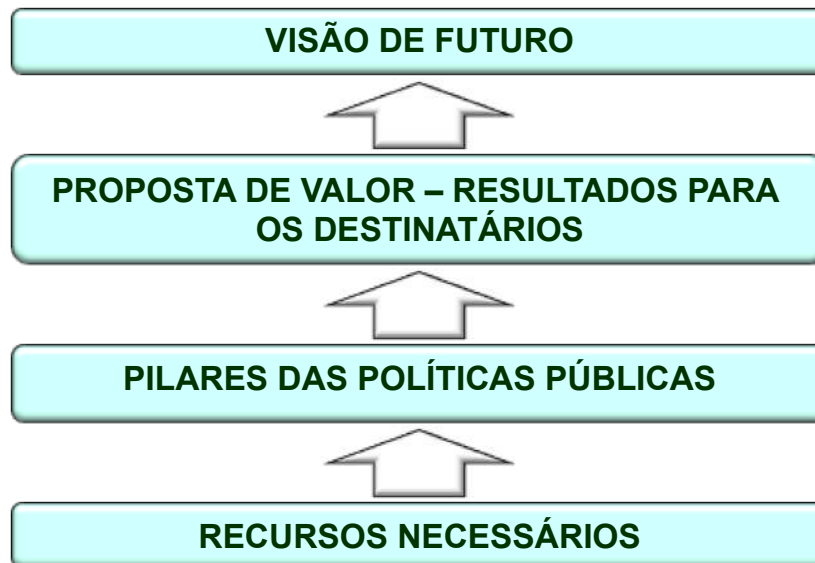 VISÃO DE FUTURO
PROPOSTA DE VALOR – RESULTADOS PARA
OS DESTINATÁRIOS
PILARES DAS POLÍTICAS PÚBLICAS
RECURSOS NECESSÁRIOS